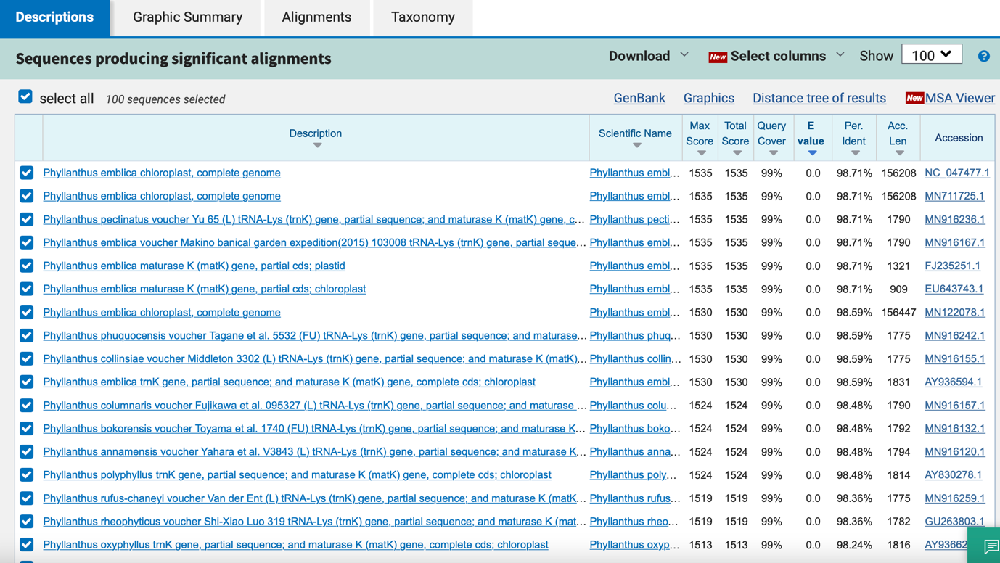 Descriptions Graphic Summary Alignments Taxonomy
Sequences producing significant alignments Download New Select columns Show 100 ?
select all 100 sequences selected GenBank Graphics Distance tree of results New MSA Viewer
Description Scientific Name Max Score Total Score Query Cover E value Per. Ident Acc. Len Accession
Phyllanthus emblica chloroplast, complete genome Phyllanthus embl... 1535 1535 99% 0.0 98.71% 156208 NC_047477.1
Phyllanthus emblica chloroplast, complete genome Phyllanthus embl... 1535 1535 99% 0.0 98.71% 156208 MN711725.1
Phyllanthus pectinatus voucher Yu 65 (L) tRNA-Lys (trnK) gene, partial sequence; and maturase K (matK) gene, c... Phyllanthus pecti... 1535 1535 99% 0.0 98.71% 1790 MN916236.1
Phyllanthus emblica voucher Makino banical garden expedition(2015) 103008 tRNA-Lys (trnK) gene, partial seque... Phyllanthus embl... 1535 1535 99% 0.0 98.71% 1790 MN916167.1
Phyllanthus emblica maturase K (matK) gene, partial cds; plastid Phyllanthus embl... 1535 1535 99% 0.0 98.71% 1321 FJ235251.1
Phyllanthus emblica maturase K (matK) gene, partial cds; chloroplast Phyllanthus embl... 1535 1535 99% 0.0 98.71% 909 EU643743.1
Phyllanthus emblica chloroplast, complete genome Phyllanthus embl... 1530 1530 99% 0.0 98.59% 156447 MN122078.1
Phyllanthus phuquocensis voucher Tagane et al. 5532 (FU) tRNA-Lys (trnK) gene, partial sequence; and maturase... Phyllanthus phuq... 1530 1530 99% 0.0 98.59% 1775 MN916242.1
Phyllanthus collinsiae voucher Middleton 3302 (L) tRNA-Lys (trnK) gene, partial sequence; and maturase K (matK)... Phyllanthus collin... 1530 1530 99% 0.0 98.59% 1775 MN916155.1
Phyllanthus emblica trnK gene, partial sequence; and maturase K (matK) gene, complete cds; chloroplast Phyllanthus embl... 1530 1530 99% 0.0 98.59% 1831 AY936594.1
Phyllanthus columnaris voucher Fujikawa et al. 095327 (L) tRNA-Lys (trnK) gene, partial sequence; and maturase ... Phyllanthus colu... 1524 1524 99% 0.0 98.48% 1790 MN916157.1
Phyllanthus bokorensis voucher Toyama et al. 1740 (FU) tRNA-Lys (trnK) gene, partial sequence; and maturase K... Phyllanthus boko... 1524 1524 99% 0.0 98.48% 1792 MN916132.1
Phyllanthus annamensis voucher Yahara et al. V3843 (L) tRNA-Lys (trnK) gene, partial sequence; and maturase K... Phyllanthus anna... 1524 1524 99% 0.0 98.48% 1794 MN916120.1
Phyllanthus polyphyllus trnK gene, partial sequence; and maturase K (matK) gene, complete cds; chloroplast Phyllanthus poly... 1524 1524 99% 0.0 98.48% 1814 AY830278.1
Phyllanthus rufus-chaneyi voucher Van der Ent (L) tRNA-Lys (trnK) gene, partial sequence; and maturase K (matK... Phyllanthus rufus... 1519 1519 99% 0.0 98.36% 1775 MN916259.1
Phyllanthus rheophyticus voucher Shi-Xiao Luo 319 tRNA-Lys (trnK) gene, partial sequence; and maturase K (mat... Phyllanthus rheo... 1519 1519 99% 0.0 98.36% 1782 GU263803.1
Phyllanthus oxyphyllus trnK gene, partial sequence; and maturase K (matK) gene, complete cds; chloroplast Phyllanthus oxyp... 1513 1513 99% 0.0 98.24% 1816 AY93662